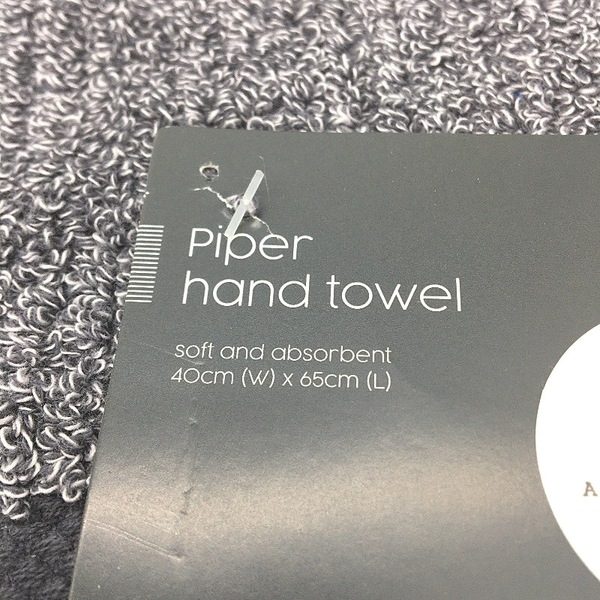 Piper
hand towel
soft and absorbent
40cm (W) x 65cm (L)
A